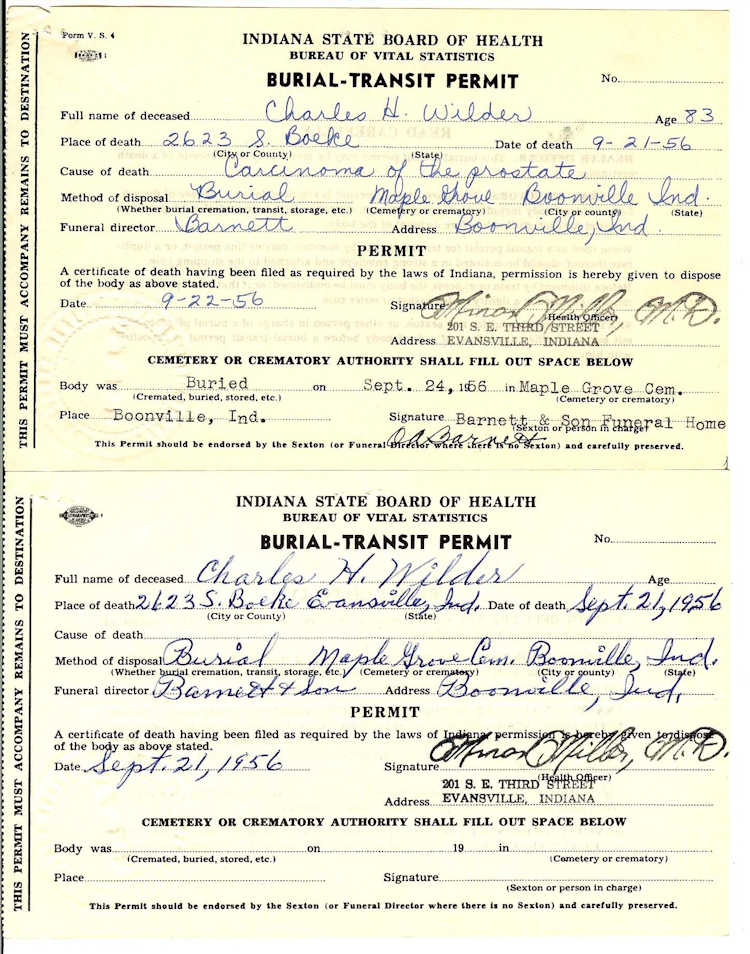 Form V. S. 4
INDIANA STATE BOARD OF HEALTH
BUREAU OF VITAL STATISTICS
BURIAL-TRANSIT PERMIT
No.
Full name of deceased Charles H. Wilder Age 83
Place of death 2623 S. Boeke Date of death 9-21-56
(City or County) (State)
Cause of death Carcinoma of the prostate
Method of disposal Burial Maple Grove Boonville Ind.
(Whether burial cremation, transit, storage, etc.) (Cemetery or crematory) (City or county) (State)
Funeral director Barnett Address Boonville, Ind.
PERMIT
A certificate of death having been filed as required by the laws of Indiana, permission is hereby given to dispose
of the body as above stated.
Date 9-22-56 Signature Minor Miller, M.D.
(Health Officer)
201 S. E. THIRD STREET
Address EVANSVILLE, INDIANA
CEMETERY OR CREMATORY AUTHORITY SHALL FILL OUT SPACE BELOW
Body was Buried on Sept. 24, 1956 in Maple Grove Cem.
(Cremated, buried, stored, etc.) (Cemetery or crematory)
Place Boonville, Ind. Signature Barnett & Son Funeral Home
(Sexton or person in charge)
Barnett
This Permit should be endorsed by the Sexton (or Funeral Director where there is no Sexton) and carefully preserved.
THIS PERMIT MUST ACCOMPANY REMAINS TO DESTINATION
INDIANA STATE BOARD OF HEALTH
BUREAU OF VITAL STATISTICS
BURIAL-TRANSIT PERMIT
No.
Full name of deceased Charles H. Wilder Age
Place of death 2623 S. Boeke Evansville, Ind. Date of death Sept. 21, 1956
(City or County) (State)
Cause of death
Method of disposal Burial Maple Grove Cem. Boonville, Ind.
(Whether burial cremation, transit, storage, etc.) (Cemetery or crematory) (City or county) (State)
Funeral director Barnett & Son Address Boonville, Ind.
PERMIT
A certificate of death having been filed as required by the laws of Indiana, permission is hereby given to dispose
of the body as above stated.
Date Sept. 21, 1956 Signature Minor Miller, M.D.
(Health Officer)
201 S. E. THIRD STREET
Address EVANSVILLE, INDIANA
CEMETERY OR CREMATORY AUTHORITY SHALL FILL OUT SPACE BELOW
Body was on 19 in
(Cremated, buried, stored, etc.) (Cemetery or crematory)
Place Signature
(Sexton or person in charge)
This Permit should be endorsed by the Sexton (or Funeral Director where there is no Sexton) and carefully preserved.
THIS PERMIT MUST ACCOMPANY REMAINS TO DESTINATION